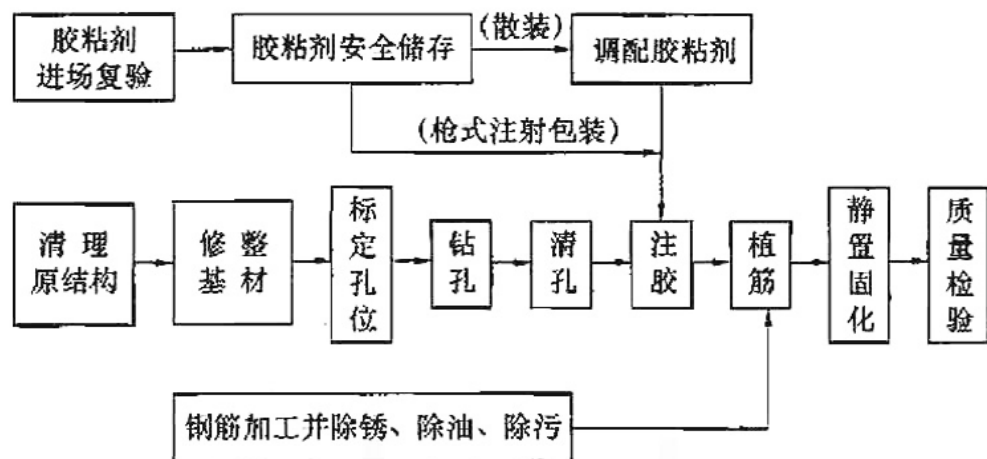 胶粘剂
进场复验
胶粘剂安全储存
(散装)
调配胶粘剂
(枪式注射包装)
清理
原结构
修整
基材
标定孔位
钻孔
清孔
注胶
植筋
静置固化
质量检验
钢筋加工并除锈、除油、除污